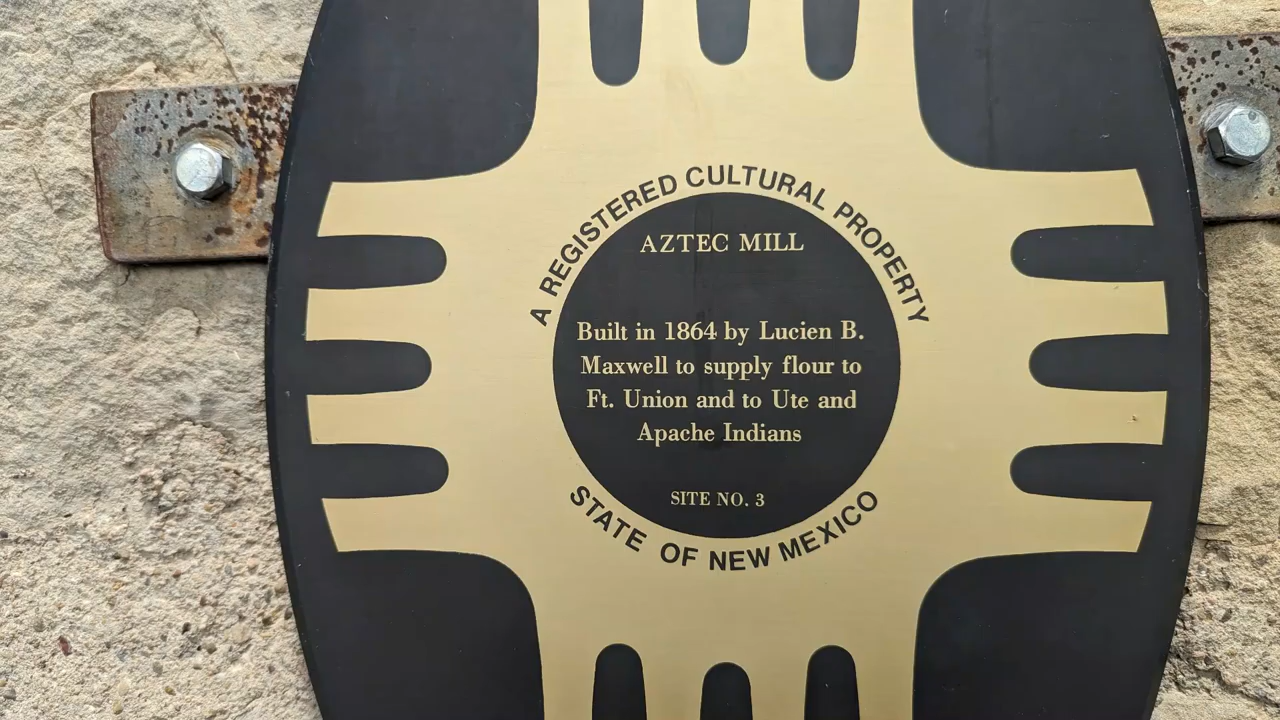 A REGISTERED CULTURAL PROPERTY
AZTEC MILL
Built in 1864 by Lucien B.
Maxwell to supply flour to
Ft. Union and to Ute and
Apache Indians
SITE NO. 3
STATE OF NEW MEXICO